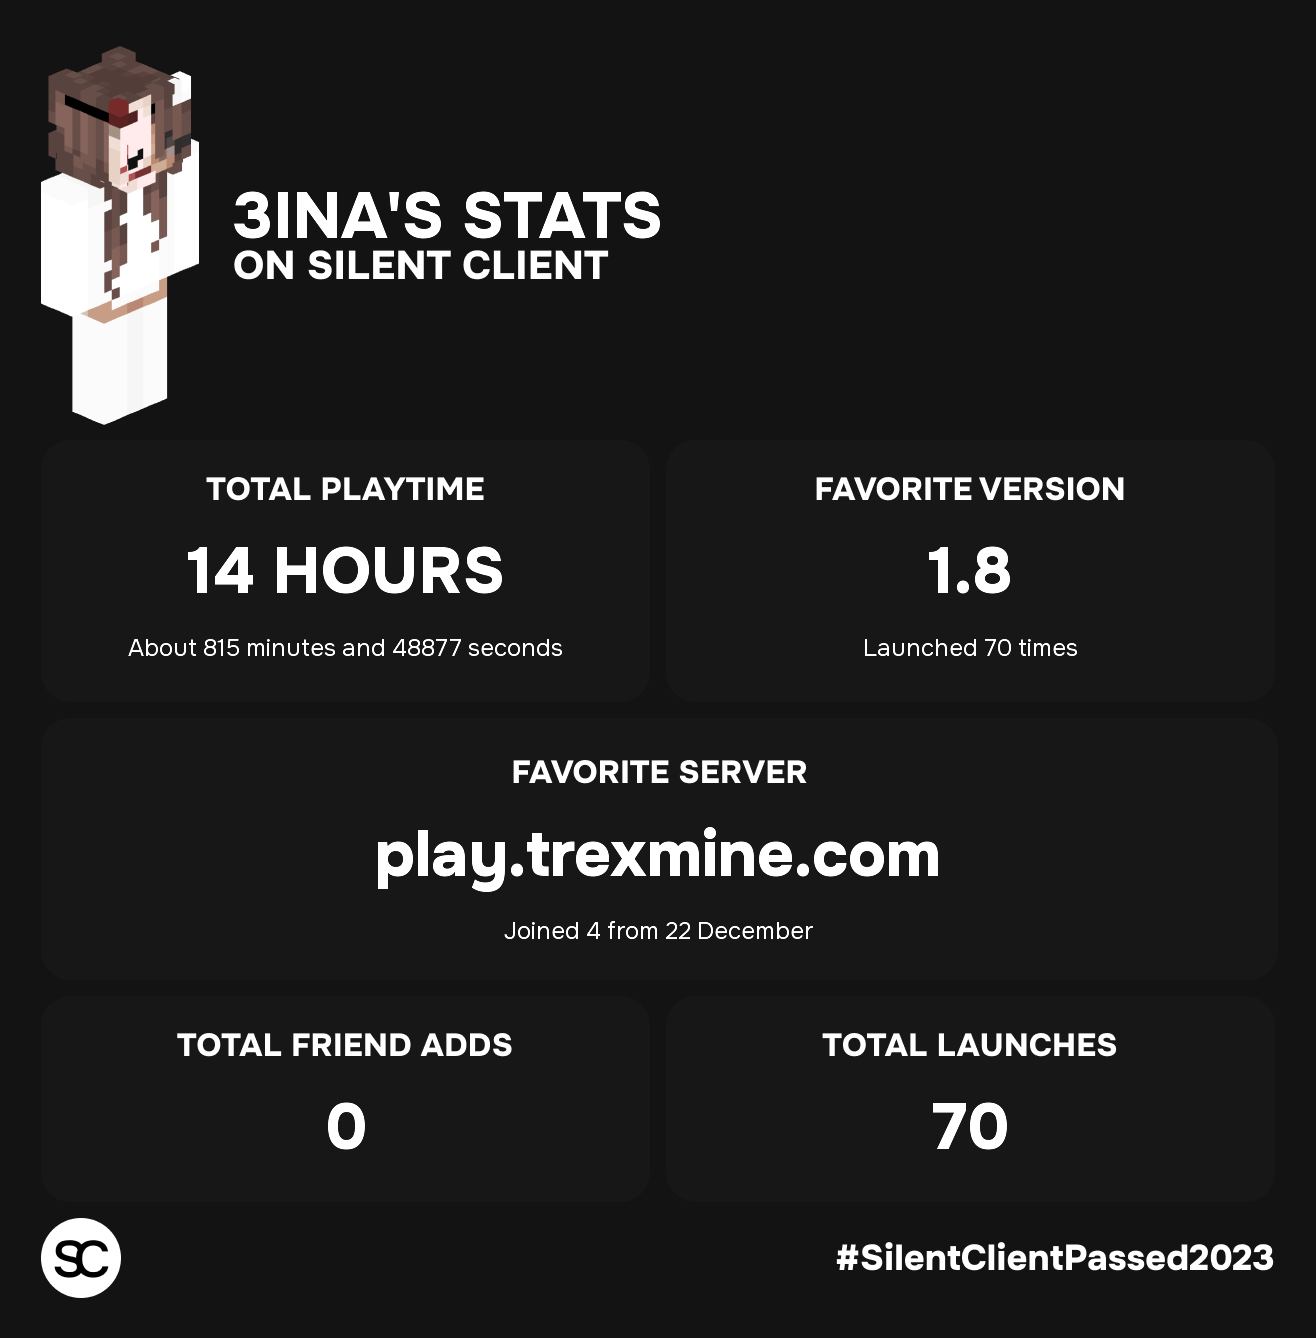 3INA'S STATS
ON SILENT CLIENT
TOTAL PLAYTIME
14 HOURS
About 815 minutes and 48877 seconds
FAVORITE VERSION
1.8
Launched 70 times
FAVORITE SERVER
play.trexmine.com
Joined 4 from 22 December
TOTAL FRIEND ADDS
0
TOTAL LAUNCHES
70
SC
#SilentClientPassed2023